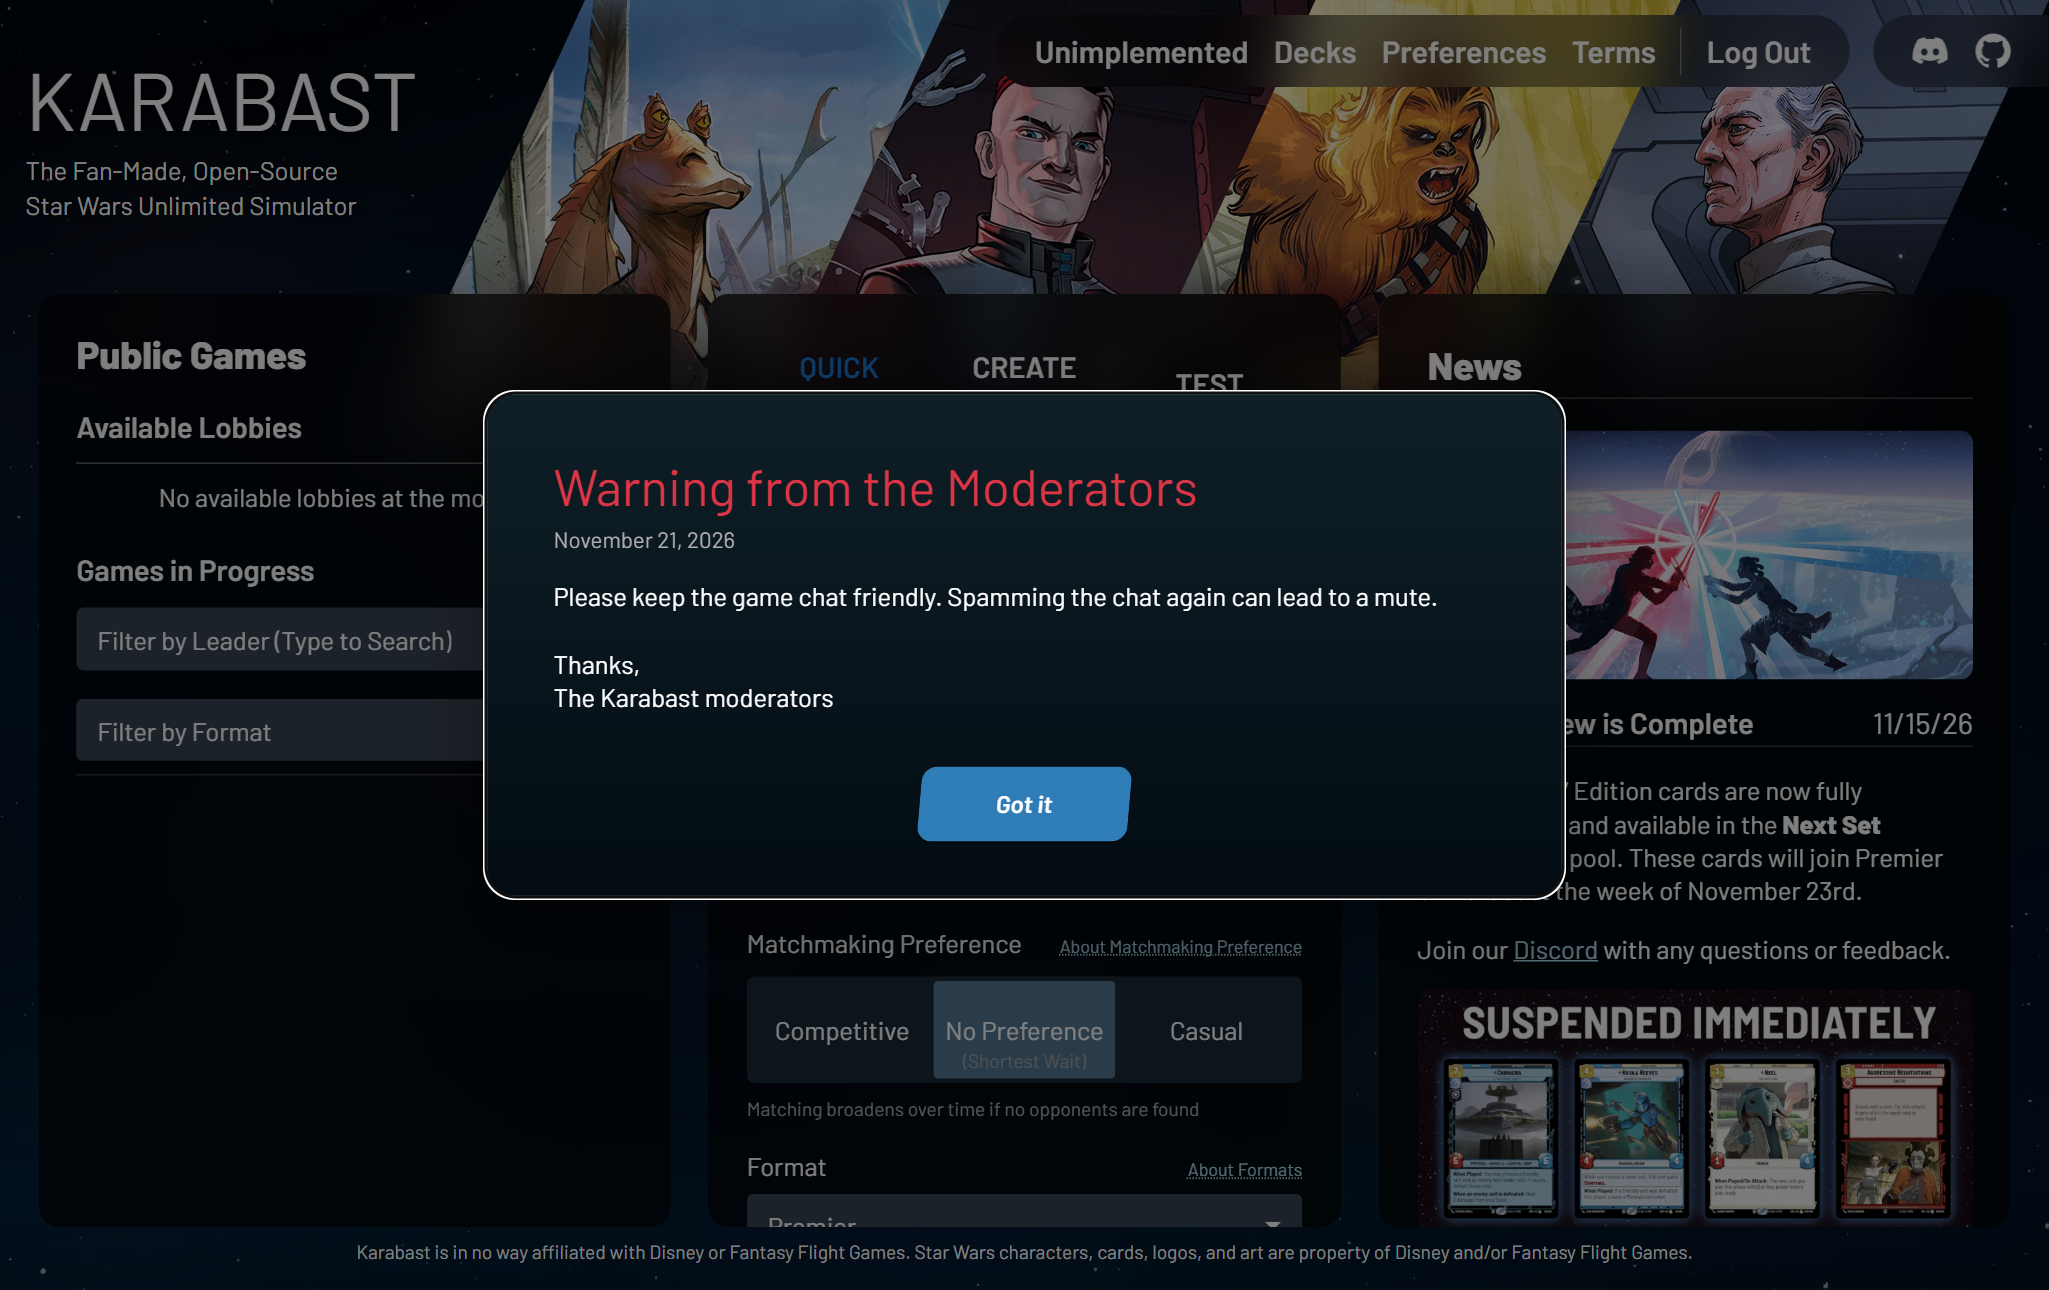 KARABAST
The Fan-Made, Open-Source
Star Wars Unlimited Simulator
Unimplemented Decks Preferences Terms Log Out
Public Games
Available Lobbies
No available lobbies at the mo
Games in Progress
Filter by Leader (Type to Search)
Filter by Format
QUICK CREATE TEST
Warning from the Moderators
November 21, 2026
Please keep the game chat friendly. Spamming the chat again can lead to a mute.
Thanks,
The Karabast moderators
Got it
Matchmaking Preference About Matchmaking Preference
Competitive No Preference Casual
(Shortest Wait)
Matching broadens over time if no opponents are found
Format About Formats
Premier
News
ew is Complete 11/15/26
Edition cards are now fully
and available in the Next Set
pool. These cards will join Premier
the week of November 23rd.
Join our Discord with any questions or feedback.
SUSPENDED IMMEDIATELY
CHIMAERA
KOSKA REEVES
NEEL
AGGRESSIVE NEGOTIATIONS
Karabast is in no way affiliated with Disney or Fantasy Flight Games. Star Wars characters, cards, logos, and art are property of Disney and/or Fantasy Flight Games.